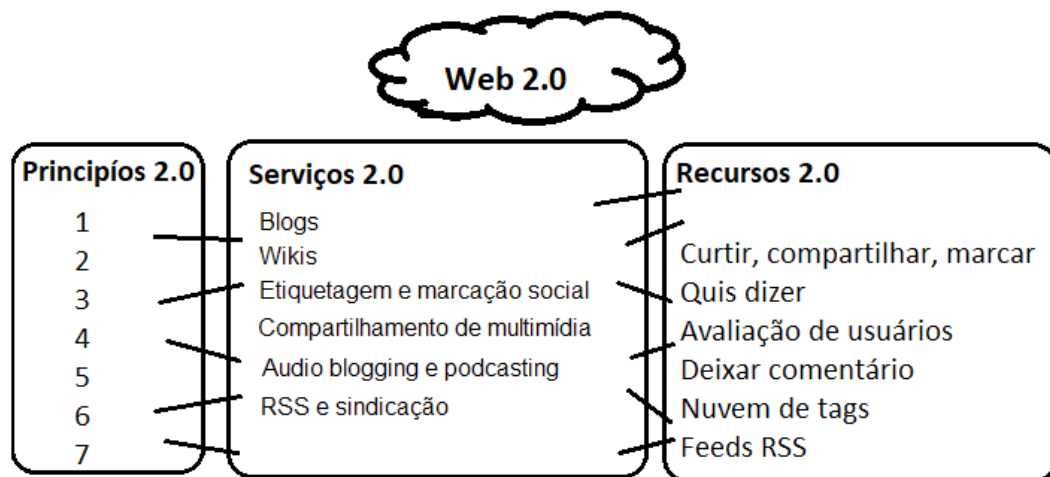 Web 2.0
Principíos 2.0
1
2
3
4
5
6
7
Serviços 2.0
Blogs
Wikis
Etiquetagem e marcação social
Compartilhamento de multimídia
Audio blogging e podcasting
RSS e sindicação
Recursos 2.0
Curtir, compartilhar, marcar
Quis dizer
Avaliação de usuários
Deixar comentário
Nuvem de tags
Feeds RSS